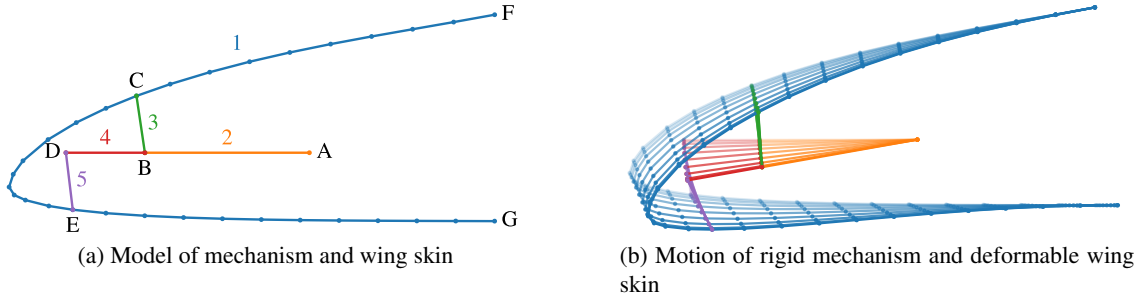 F
1
C
3
4
2
D
B
A
5
E
G
(a) Model of mechanism and wing skin
(b) Motion of rigid mechanism and deformable wing
skin